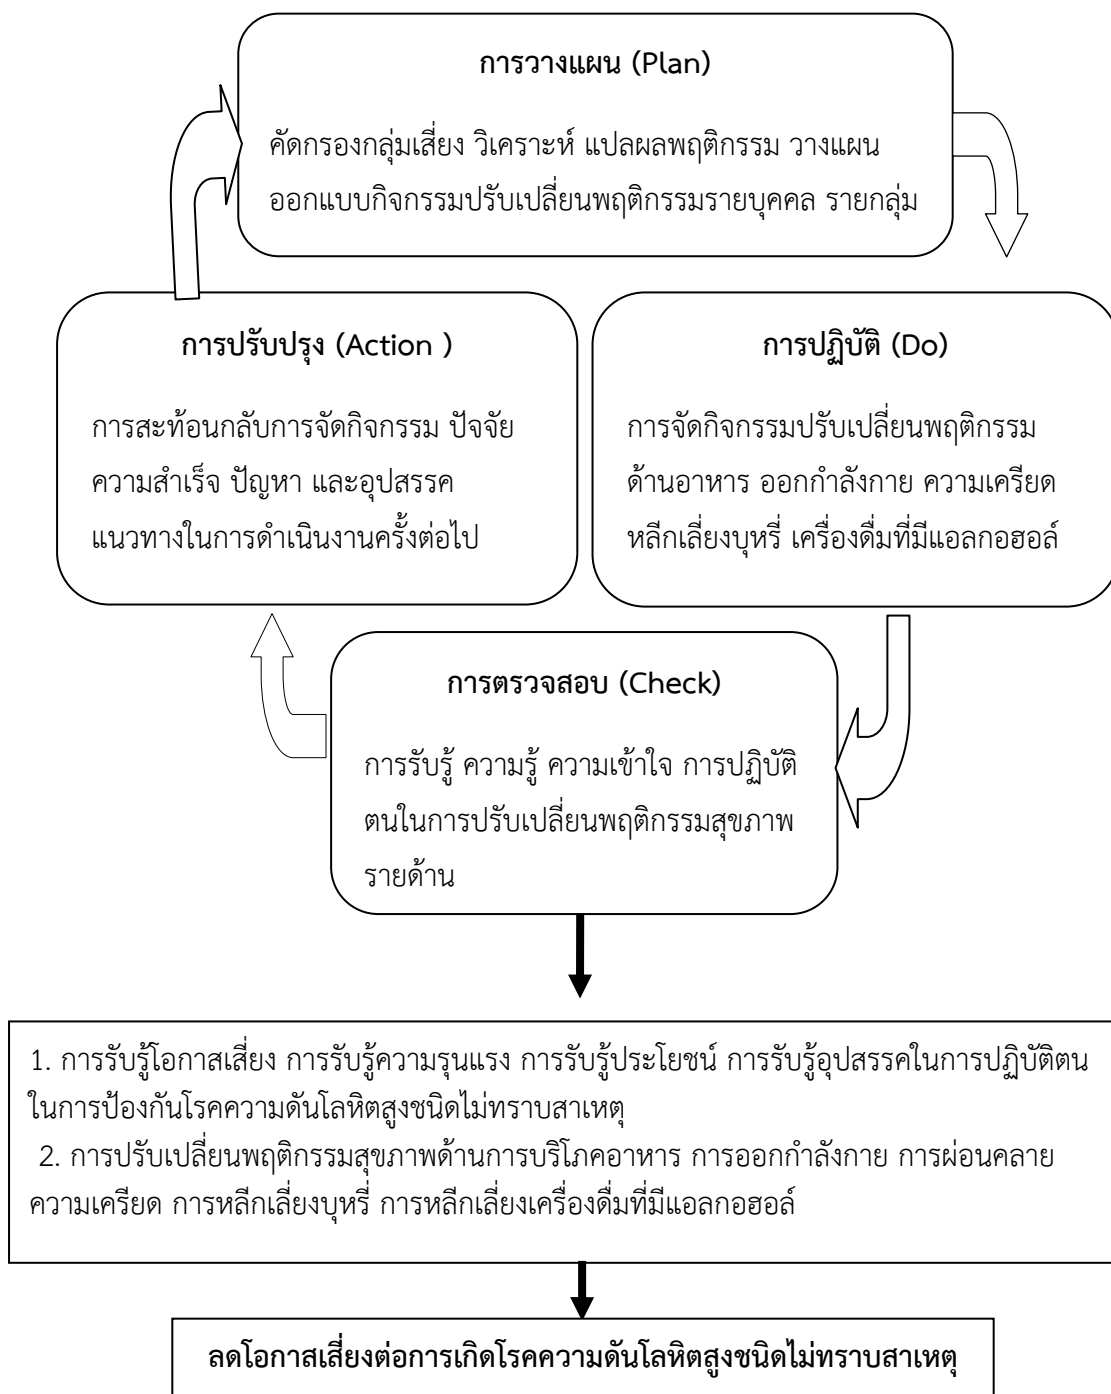 การวางแผน (Plan)
คัดกรองกลุ่มเสี่ยง วิเคราะห์ แปลผลพฤติกรรม วางแผน
ออกแบบกิจกรรมปรับเปลี่ยนพฤติกรรมรายบุคคล รายกลุ่ม
การปรับปรุง (Action )
การสะท้อนกลับการจัดกิจกรรม ปัจจัย
ความสำเร็จ ปัญหา และอุปสรรค
แนวทางในการดำเนินงานครั้งต่อไป
การปฏิบัติ (Do)
การจัดกิจกรรมปรับเปลี่ยนพฤติกรรม
ด้านอาหาร ออกกำลังกาย ความเครียด
หลีกเลี่ยงบุหรี่ เครื่องดื่มที่มีแอลกอฮอล์
การตรวจสอบ (Check)
การรับรู้ ความรู้ ความเข้าใจ การปฏิบัติ
ตนในการปรับเปลี่ยนพฤติกรรมสุขภาพ
รายด้าน
1. การรับรู้โอกาสเสี่ยง การรับรู้ความรุนแรง การรับรู้ประโยชน์ การรับรู้อุปสรรคในการปฏิบัติตน
ในการป้องกันโรคความดันโลหิตสูงชนิดไม่ทราบสาเหตุ
2. การปรับเปลี่ยนพฤติกรรมสุขภาพด้านการบริโภคอาหาร การออกกำลังกาย การผ่อนคลาย
ความเครียด การหลีกเลี่ยงบุหรี่ การหลีกเลี่ยงเครื่องดื่มที่มีแอลกอฮอล์
ลดโอกาสเสี่ยงต่อการเกิดโรคความดันโลหิตสูงชนิดไม่ทราบสาเหตุ